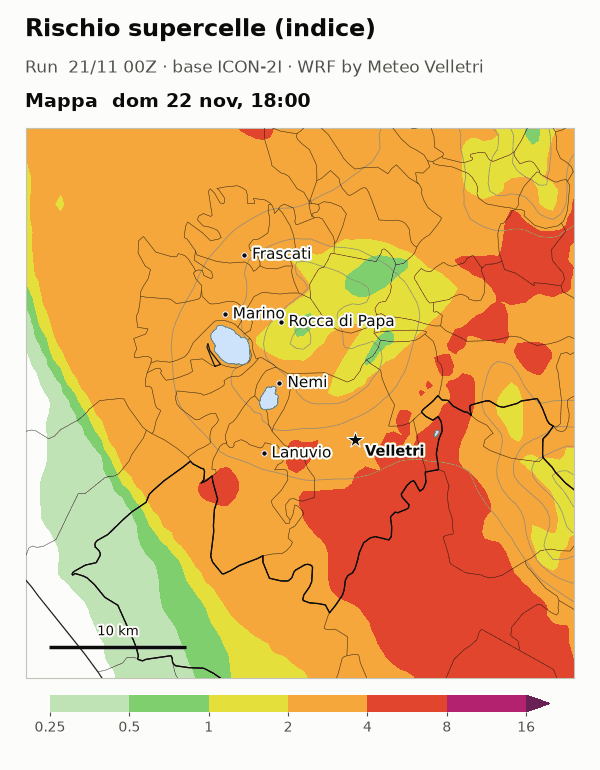 Rischio supercelle (indice)
Run  21/11 00Z · base ICON-2I · WRF by Meteo Velletri
Mappa  dom 22 nov, 18:00
Frascati
Marino
Rocca di Papa
Nemi
Velletri
Lanuvio
10 km
0.25 0.5 1 2 4 8 16